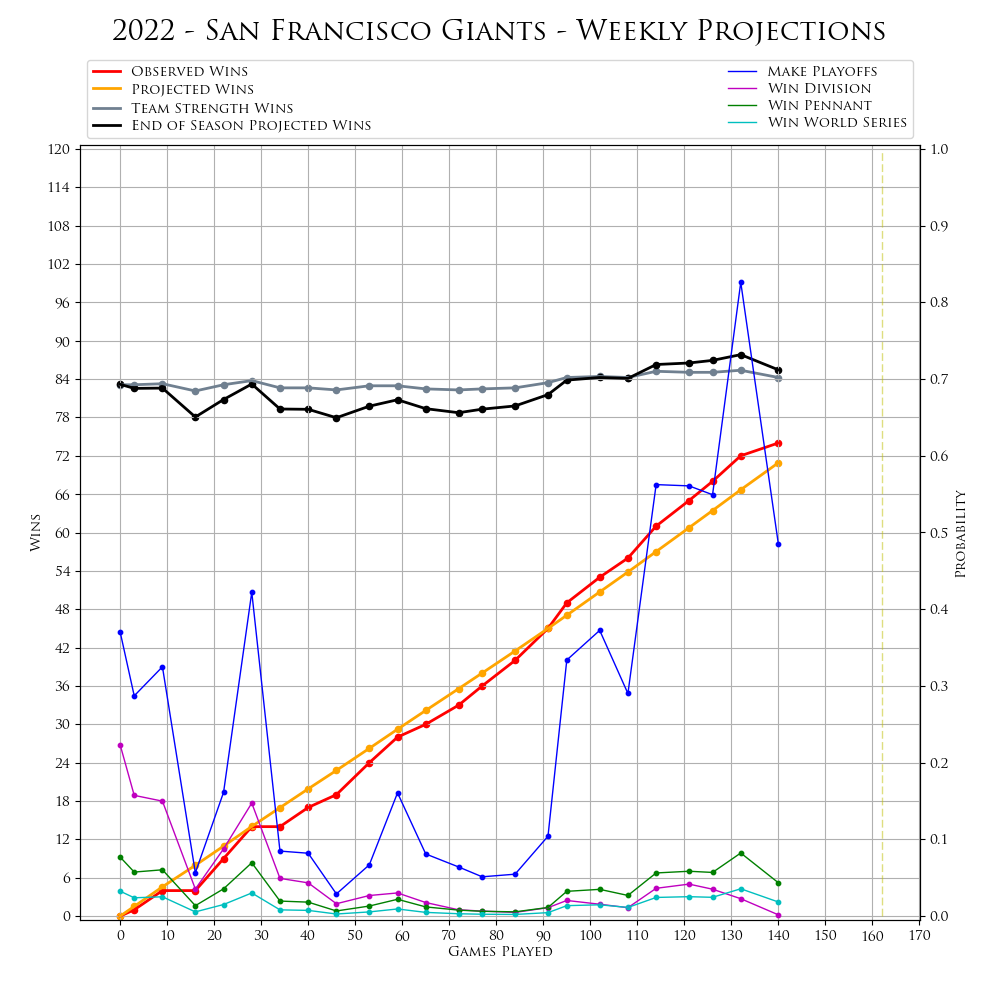 2022 - San Francisco Giants - Weekly Projections
Observed Wins
Projected Wins
Team Strength Wins
End of Season Projected Wins
Make Playoffs
Win Division
Win Pennant
Win World Series
120
114
108
102
96
90
84
78
72
66
60
54
48
42
36
30
24
18
12
6
0
Wins
1.0
0.9
0.8
0.7
0.6
0.5
0.4
0.3
0.2
0.1
0.0
Probability
0 10 20 30 40 50 60 70 80 90 100 110 120 130 140 150 160 170
Games Played